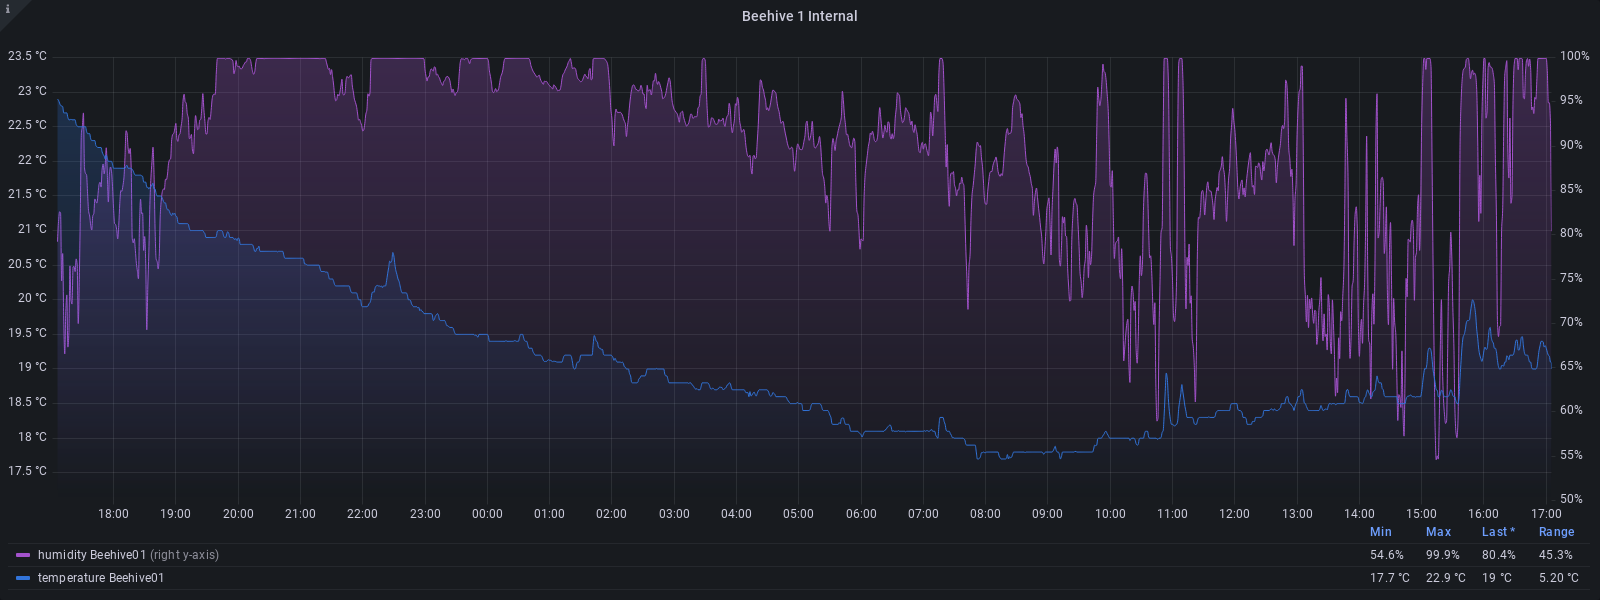 i
Beehive 1 Internal
23.5 °C 100%
23 °C 95%
22.5 °C 90%
22 °C 85%
21.5 °C 80%
21 °C 75%
20.5 °C 70%
20 °C 65%
19.5 °C 60%
19 °C 55%
18.5 °C 50%
18 °C
17.5 °C
18:00 19:00 20:00 21:00 22:00 23:00 00:00 01:00 02:00 03:00 04:00 05:00 06:00 07:00 08:00 09:00 10:00 11:00 12:00 13:00 14:00 15:00 16:00 17:00
Min Max Last * Range
humidity Beehive01 (right y-axis) 54.6% 99.9% 80.4% 45.3%
temperature Beehive01 17.7 °C 22.9 °C 19 °C 5.20 °C